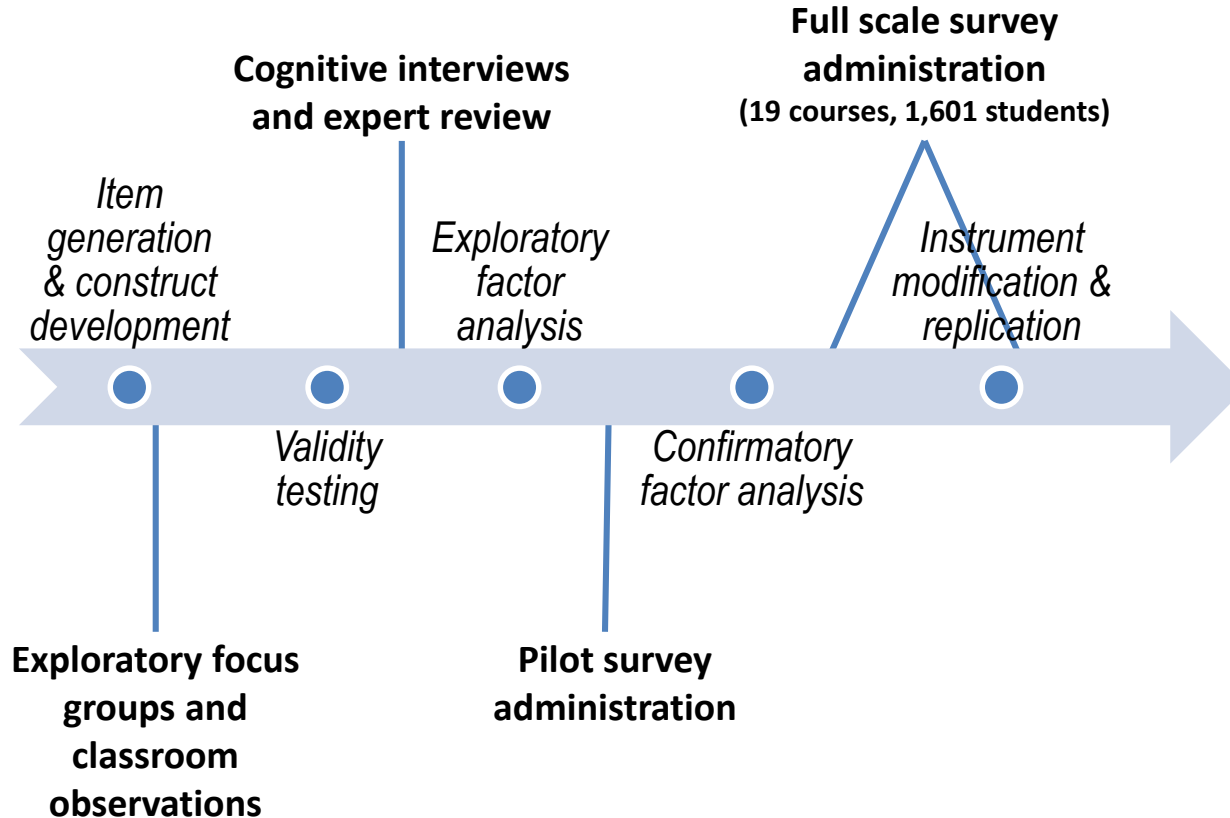 Full scale survey
administration
(19 courses, 1,601 students)
Cognitive interviews
and expert review
Item
generation
& construct
development
Exploratory
factor
analysis
Instrument
modification &
replication
Validity
testing
Confirmatory
factor analysis
Exploratory focus
groups and
classroom
observations
Pilot survey
administration